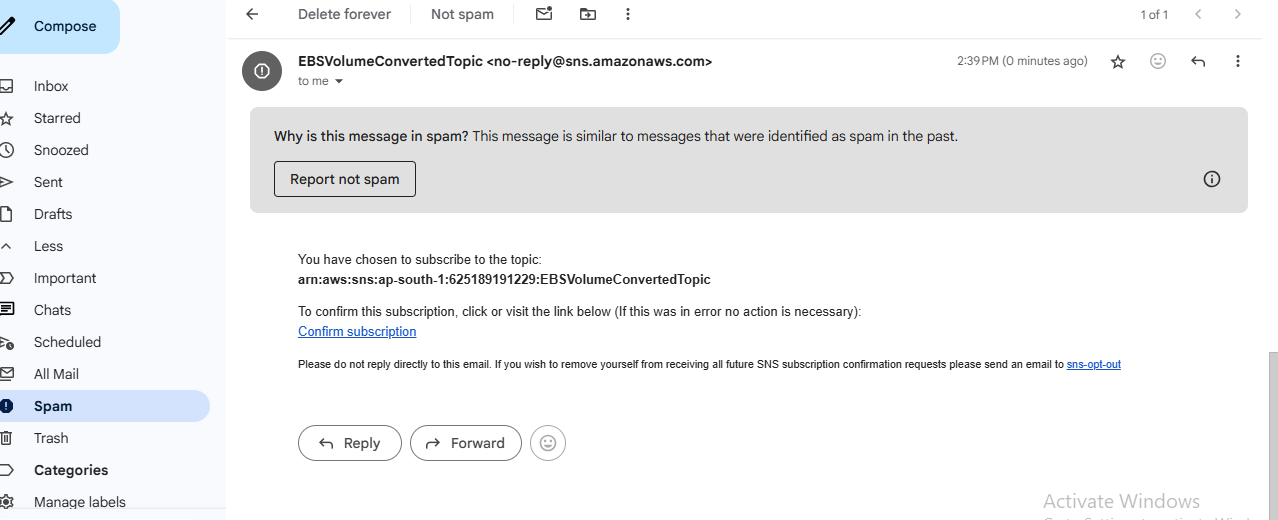 Compose
Delete forever
Not spam
1 of 1
EBSVolumeConvertedTopic <no-reply@sns.amazonaws.com>
2:39 PM (0 minutes ago)
to me
Inbox
Starred
Snoozed
Sent
Drafts
Less
Important
Chats
Scheduled
All Mail
Spam
Trash
Categories
Manage labels
Why is this message in spam? This message is similar to messages that were identified as spam in the past.
Report not spam
You have chosen to subscribe to the topic:
arn:aws:sns:ap-south-1:625189191229:EBSVolumeConvertedTopic
To confirm this subscription, click or visit the link below (If this was in error no action is necessary):
Confirm subscription
Please do not reply directly to this email. If you wish to remove yourself from receiving all future SNS subscription confirmation requests please send an email to sns-opt-out
Reply
Forward
Activate Windows